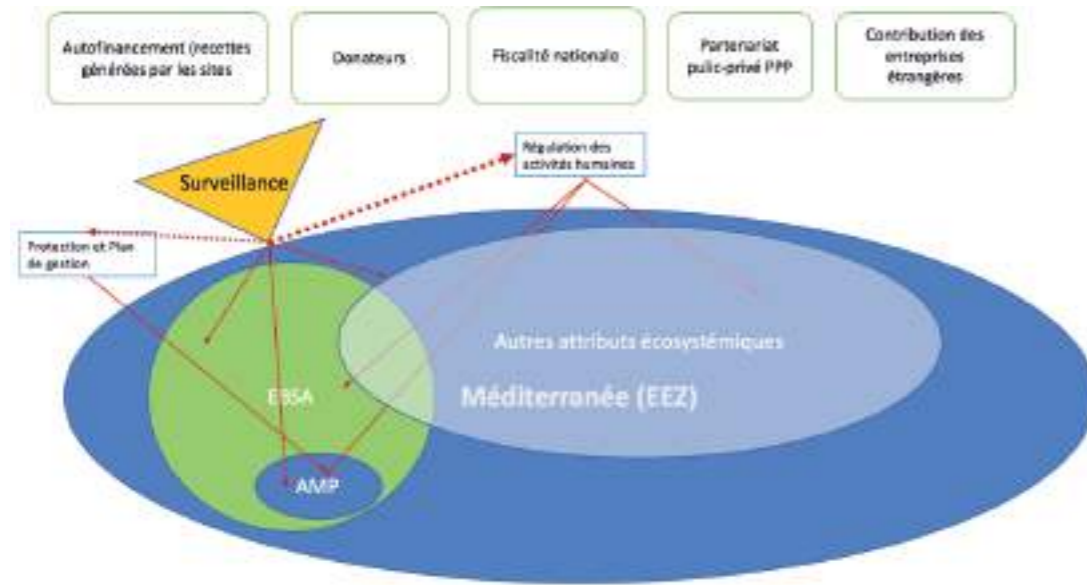 Autofinancement (recettes
générées par les sites
Donateurs
Fiscalité nationale
Partenariat
pulic-privé PPP
Contribution des
entreprises
étrangères
Surveillance
Régulation des
activités humaines
Protection et Plan
de gestion
Autres attributs écosystémiques
EBSA
Méditerranée (EEZ)
AMP